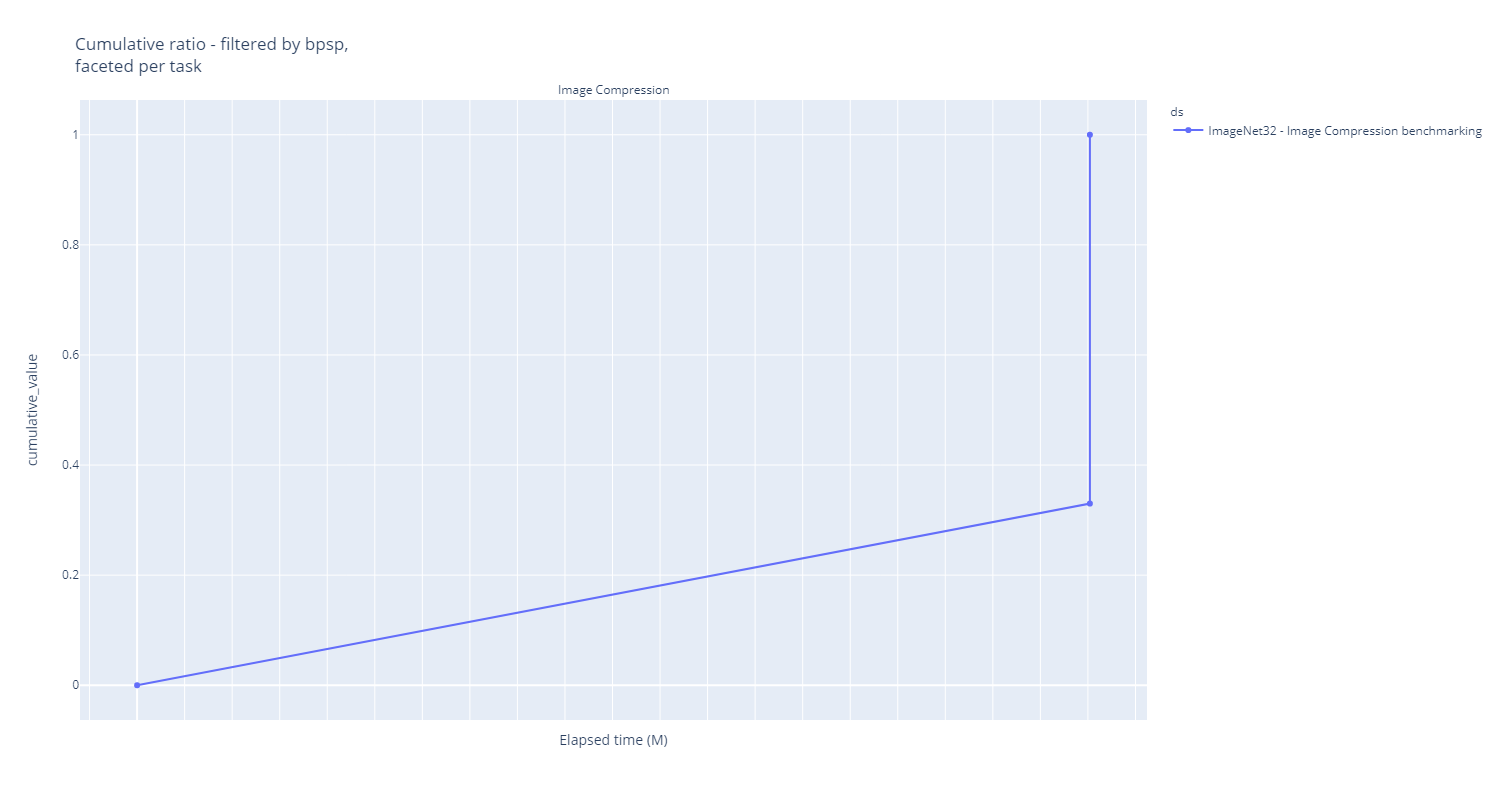 Cumulative ratio - filtered by bpsp,
faceted per task
Image Compression
ds
ImageNet32 - Image Compression benchmarking
1
0.8
0.6
0.4
0.2
0
cumulative_value
Elapsed time (M)